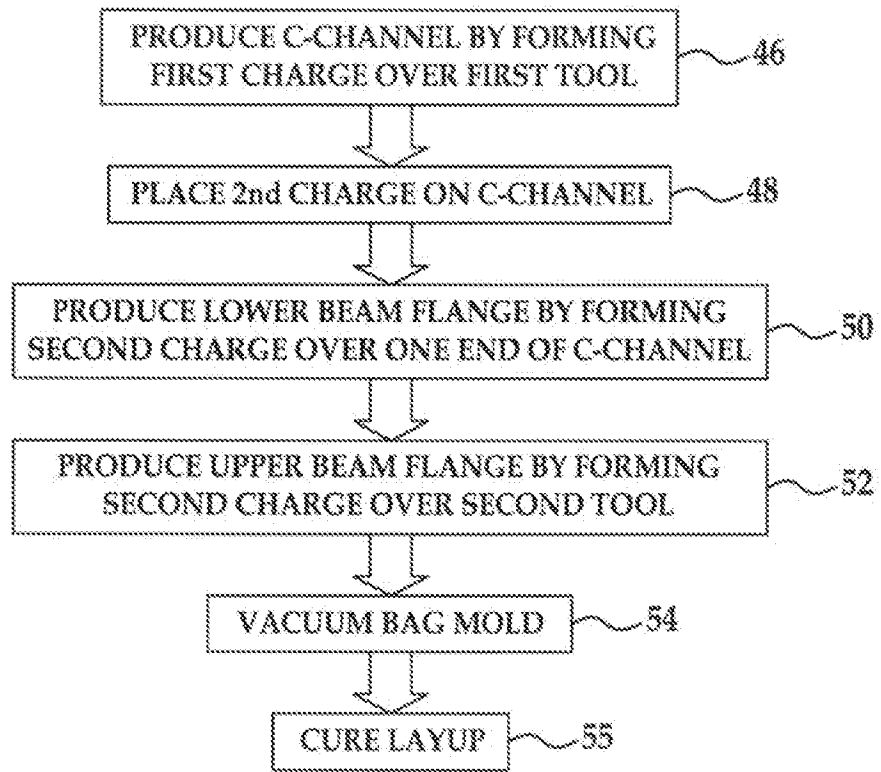 PRODUCE C-CHANNEL BY FORMING
FIRST CHARGE OVER FIRST TOOL
46
PLACE 2nd CHARGE ON C-CHANNEL
48
PRODUCE LOWER BEAM FLANGE BY FORMING
SECOND CHARGE OVER ONE END OF C-CHANNEL
50
PRODUCE UPPER BEAM FLANGE BY FORMING
SECOND CHARGE OVER SECOND TOOL
52
VACUUM BAG MOLD
54
CURE LAYUP
55